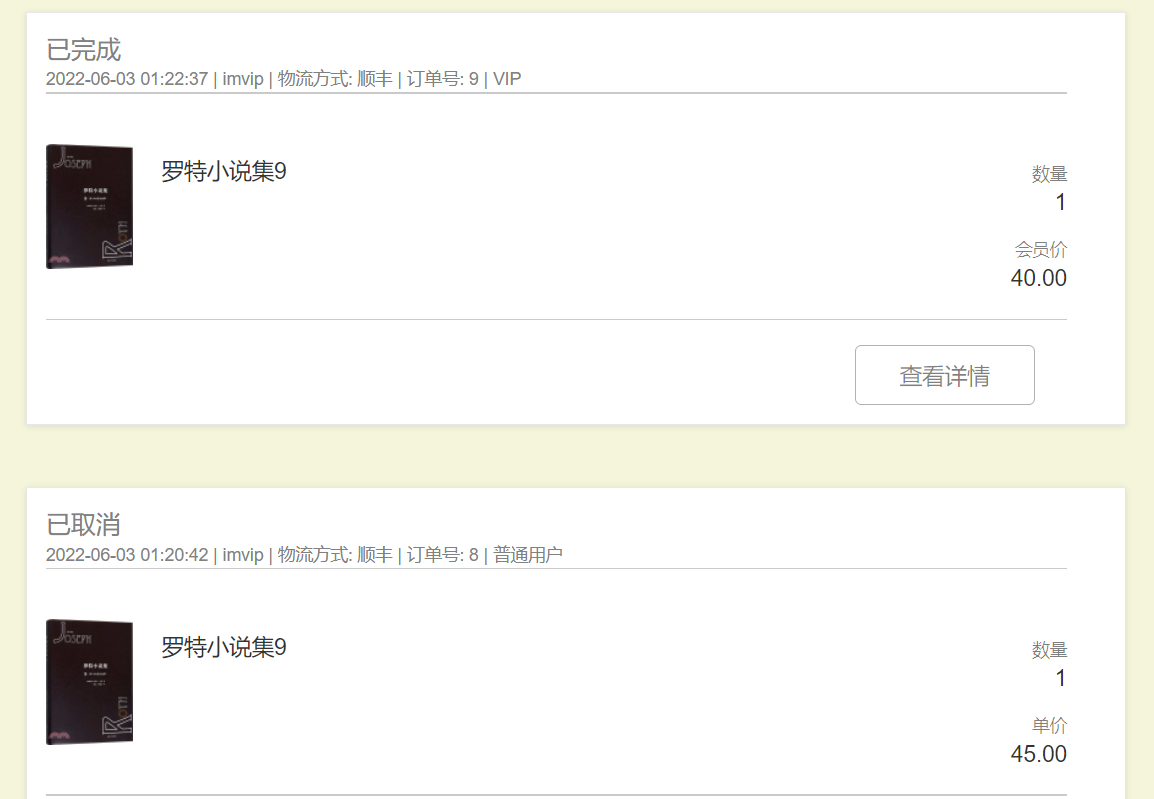 已完成
2022-06-03 01:22:37 | imvip | 物流方式: 顺丰 | 订单号: 9 | VIP
JOSEPH
罗特小说集
罗特小说集9
数量
1
会员价
40.00
查看详情
已取消
2022-06-03 01:20:42 | imvip | 物流方式: 顺丰 | 订单号: 8 | 普通用户
JOSEPH
罗特小说集
罗特小说集9
数量
1
单价
45.00